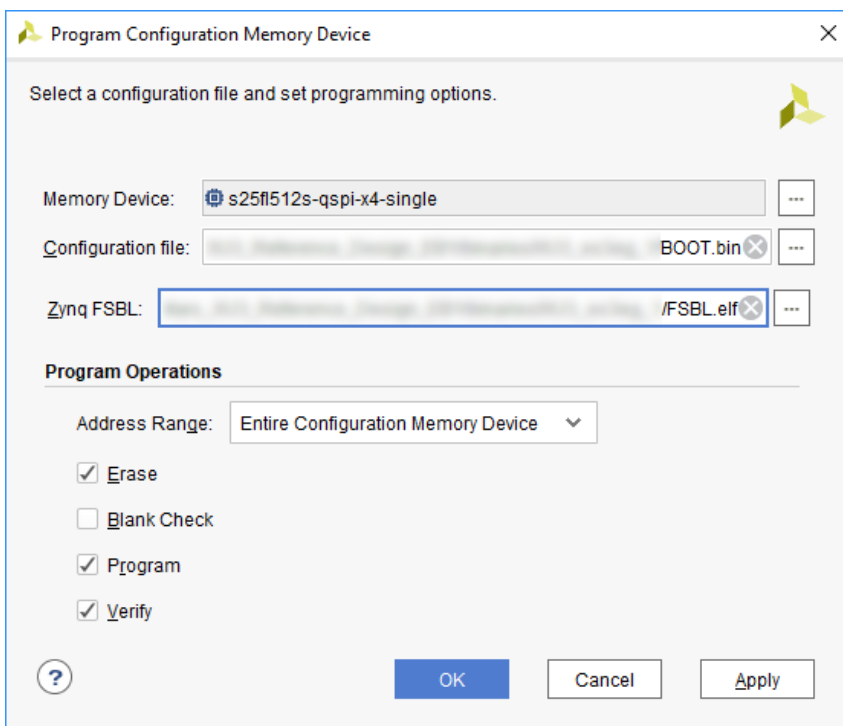 Program Configuration Memory Device
Select a configuration file and set programming options.
Memory Device: s25fl512s-qspi-x4-single ...
Configuration file: BOOT.bin ...
Zynq FSBL: /FSBL.elf ...
Program Operations
Address Range: Entire Configuration Memory Device
Erase
Blank Check
Program
Verify
? OK Cancel Apply